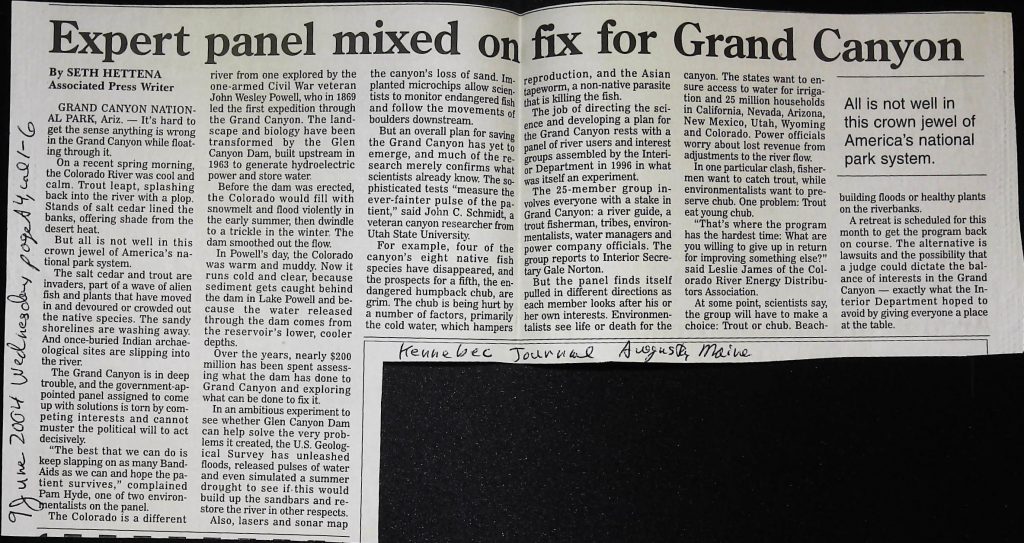 Expert panel mixed on fix for Grand Canyon
By SETH HETTENA
Associated Press Writer
GRAND CANYON NATION-
AL PARK, Ariz. — It's hard to
get the sense anything is wrong
in the Grand Canyon while float-
ing through it.
On a recent spring morning,
the Colorado River was cool and
calm. Trout leapt, splashing
back into the river with a plop.
Stands of salt cedar lined the
banks, offering shade from the
desert heat.
But all is not well in this
crown jewel of America's na-
tional park system.
The salt cedar and trout are
invaders, part of a wave of alien
fish and plants that have moved
in and devoured or crowded out
the native species. The sandy
shorelines are washing away.
And once-buried Indian archae-
ological sites are slipping into
the river.
The Grand Canyon is in deep
trouble, and the government-ap-
pointed panel assigned to come
up with solutions is torn by com-
peting interests and cannot
muster the political will to act
decisively.
"The best that we can do is
keep slapping on as many Band-
Aids as we can and hope the pa-
tient survives," complained
Pam Hyde, one of two environ-
mentalists on the panel.
The Colorado is a different
river from one explored by the
one-armed Civil War veteran
John Wesley Powell, who in 1869
led the first expedition through
the Grand Canyon. The land-
scape and biology have been
transformed by the Glen
Canyon Dam, built upstream in
1963 to generate hydroelectric
power and store water.
Before the dam was erected,
the Colorado would fill with
snowmelt and flood violently in
the early summer, then dwindle
to a trickle in the winter. The
dam smoothed out the flow.
In Powell's day, the Colorado
was warm and muddy. Now it
runs cold and clear, because
sediment gets caught behind
the dam in Lake Powell and be-
cause the water released
through the dam comes from
the reservoir's lower, cooler
depths.
Over the years, nearly $200
million has been spent assess-
ing what the dam has done to
Grand Canyon and exploring
what can be done to fix it.
In an ambitious experiment to
see whether Glen Canyon Dam
can help solve the very prob-
lems it created, the U.S. Geolog-
ical Survey has unleashed
floods, released pulses of water
and even simulated a summer
drought to see if this would
build up the sandbars and re-
store the river in other respects.
Also, lasers and sonar map
the canyon's loss of sand. Im-
planted microchips allow scien-
tists to monitor endangered fish
and follow the movements of
boulders downstream.
But an overall plan for saving
the Grand Canyon has yet to
emerge, and much of the re-
search merely confirms what
scientists already know. The so-
phisticated tests "measure the
ever-fainter pulse of the pa-
tient," said John C. Schmidt, a
veteran canyon researcher from
Utah State University.
For example, four of the
canyon's eight native fish
species have disappeared, and
the prospects for a fifth, the en-
dangered humpback chub, are
grim. The chub is being hurt by
a number of factors, primarily
the cold water, which hampers
reproduction, and the Asian
tapeworm, a non-native parasite
that is killing the fish.
The job of directing the sci-
ence and developing a plan for
the Grand Canyon rests with a
panel of river users and interest
groups assembled by the Interi-
or Department in 1996 in what
was itself an experiment.
The 25-member group in-
volves everyone with a stake in
Grand Canyon: a river guide, a
trout fisherman, tribes, environ-
mentalists, water managers and
power company officials. The
group reports to Interior Secre-
tary Gale Norton.
But the panel finds itself
pulled in different directions as
each member looks after his or
her own interests. Environmen-
talists see life or death for the
canyon. The states want to en-
sure access to water for irriga-
tion and 25 million households
in California, Nevada, Arizona,
New Mexico, Utah, Wyoming
and Colorado. Power officials
worry about lost revenue from
adjustments to the river flow.
In one particular clash, fisher-
men want to catch trout, while
environmentalists want to pre-
serve chub. One problem: Trout
eat young chub.
"That's where the program
has the hardest time: What are
you willing to give up in return
for improving something else?"
said Leslie James of the Col-
orado River Energy Distribu-
tors Association.
At some point, scientists say,
the group will have to make a
choice: Trout or chub. Beach-
All is not well in
this crown jewel of
America's national
park system.
building floods or healthy plants
on the riverbanks.
A retreat is scheduled for this
month to get the program back
on course. The alternative is
lawsuits and the possibility that
a judge could dictate the bal-
ance of interests in the Grand
Canyon — exactly what the In-
terior Department hoped to
avoid by giving everyone a place
at the table.
Kennebec Journal Augusta, Maine
9 June 2004 Wednesday page A4, col 1-6